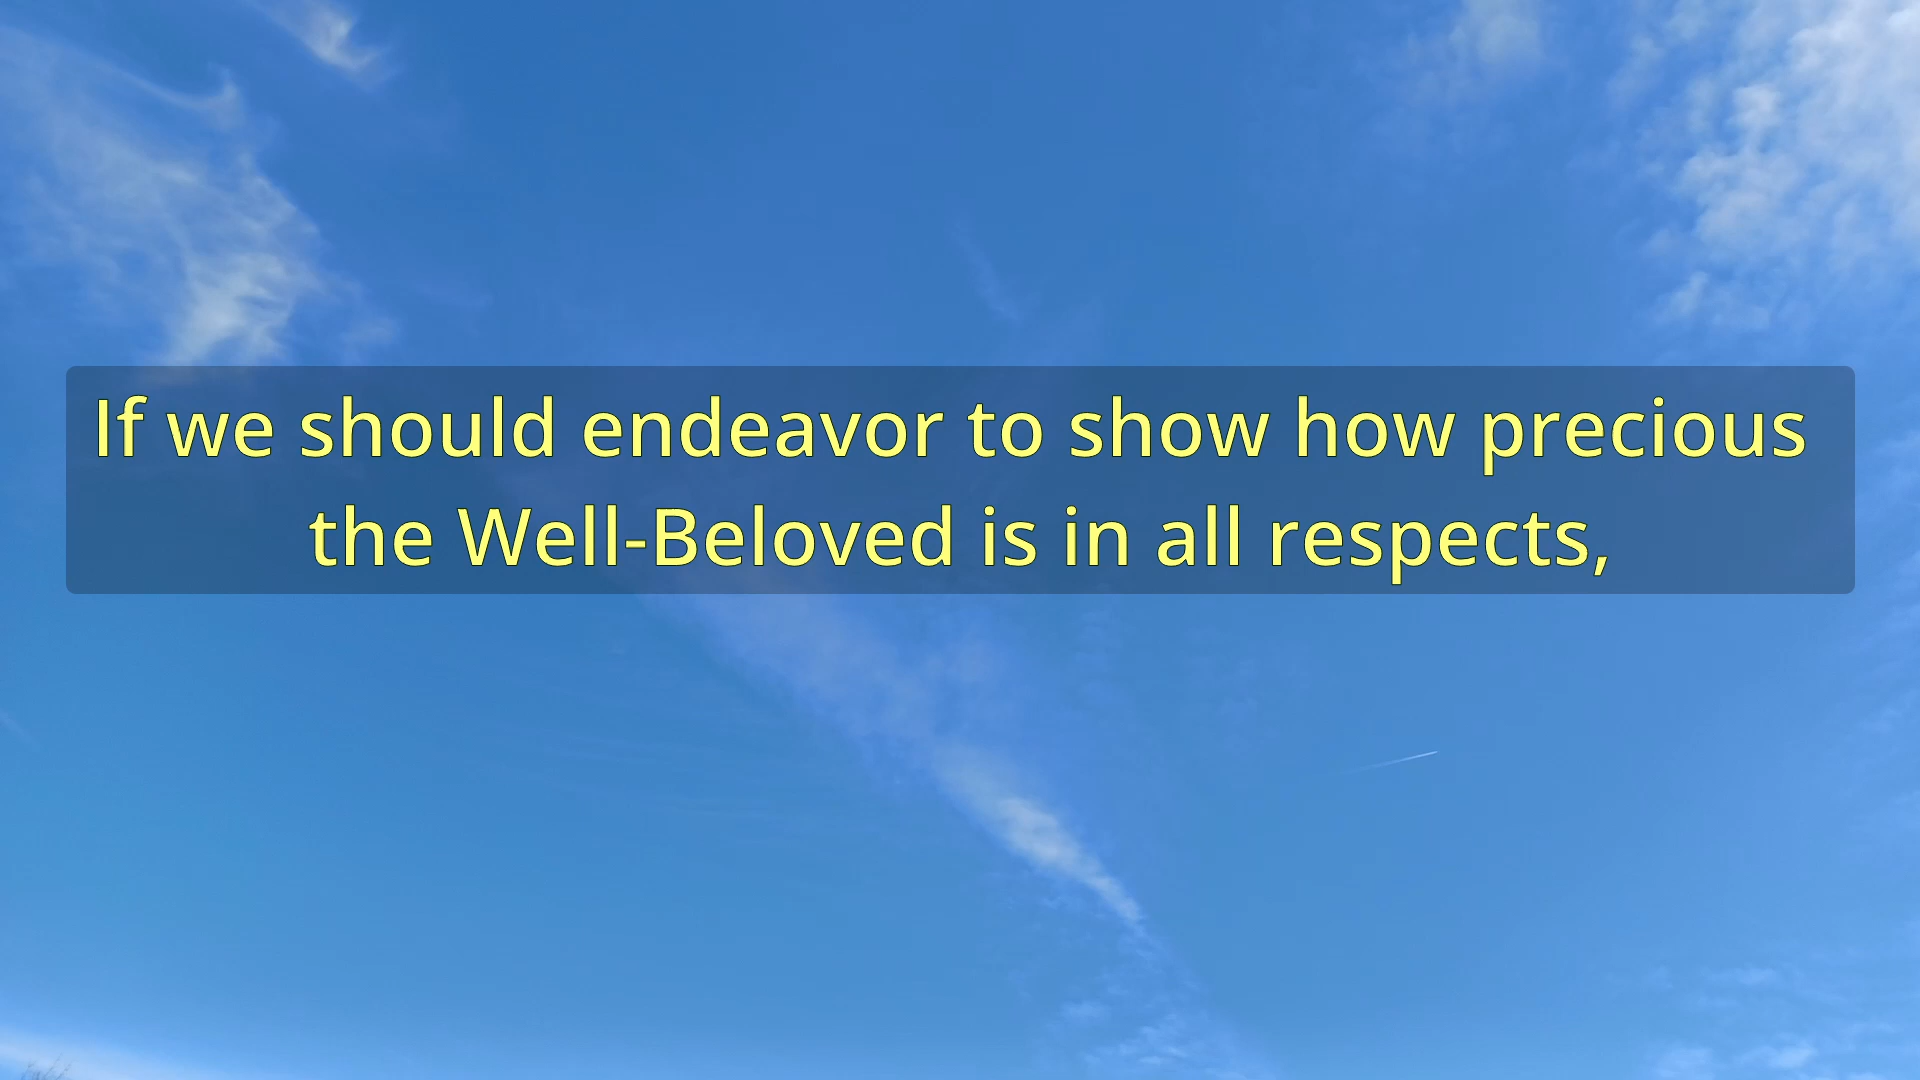 If we should endeavor to show how precious
the Well-Beloved is in all respects,